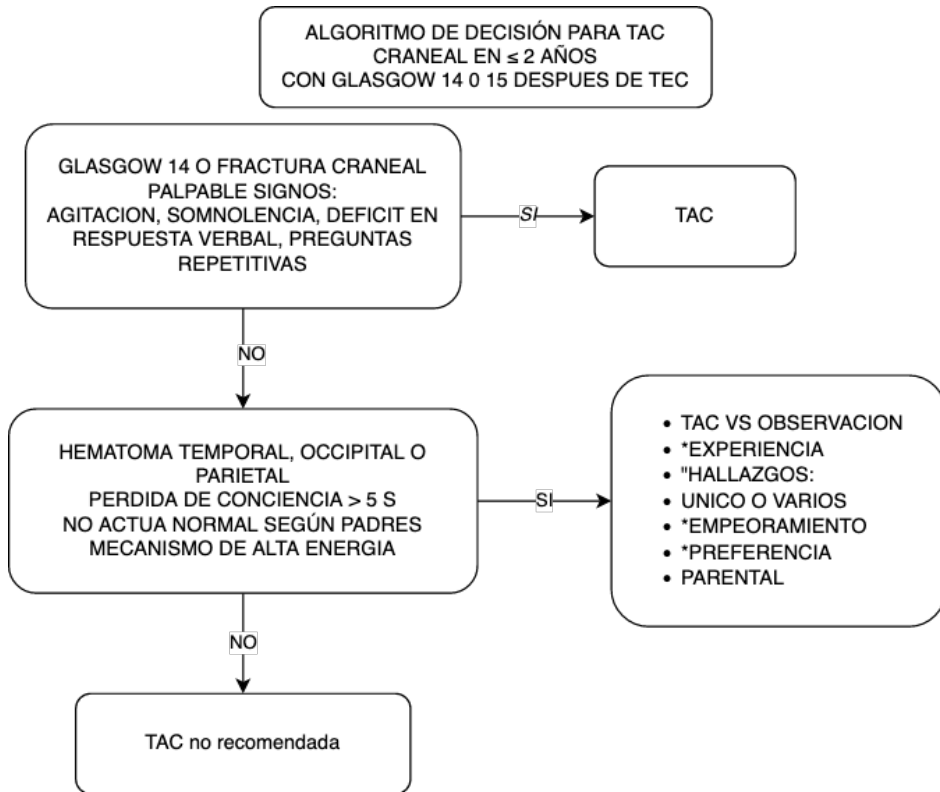 ALGORITMO DE DECISIÓN PARA TAC
CRANEAL EN ≤ 2 AÑOS
CON GLASGOW 14 0 15 DESPUES DE TEC
GLASGOW 14 O FRACTURA CRANEAL
PALPABLE SIGNOS:
AGITACION, SOMNOLENCIA, DEFICIT EN
RESPUESTA VERBAL, PREGUNTAS
REPETITIVAS
SI
TAC
NO
HEMATOMA TEMPORAL, OCCIPITAL O
PARIETAL
PERDIDA DE CONCIENCIA > 5 S
NO ACTUA NORMAL SEGÚN PADRES
MECANISMO DE ALTA ENERGIA
SI
• TAC VS OBSERVACION
• *EXPERIENCIA
• "HALLAZGOS:
• UNICO O VARIOS
• *EMPEORAMIENTO
• *PREFERENCIA
• PARENTAL
NO
TAC no recomendada